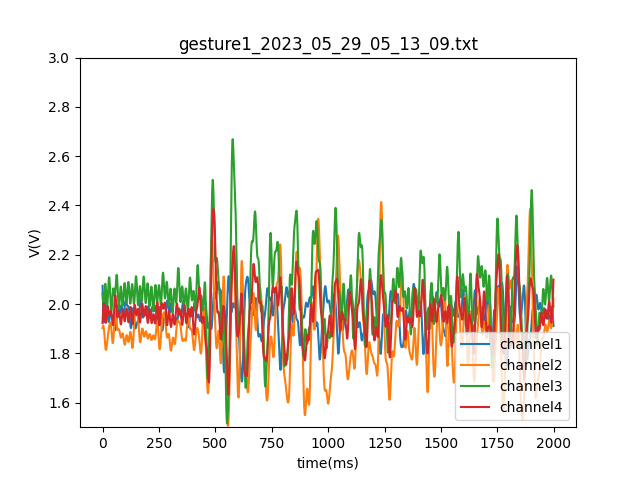 gesture1_2023_05_29_05_13_09.txt
3.0
2.8
2.6
2.4
2.2
2.0
1.8
1.6
V(V)
channel1
channel2
channel3
channel4
0 250 500 750 1000 1250 1500 1750 2000
time(ms)